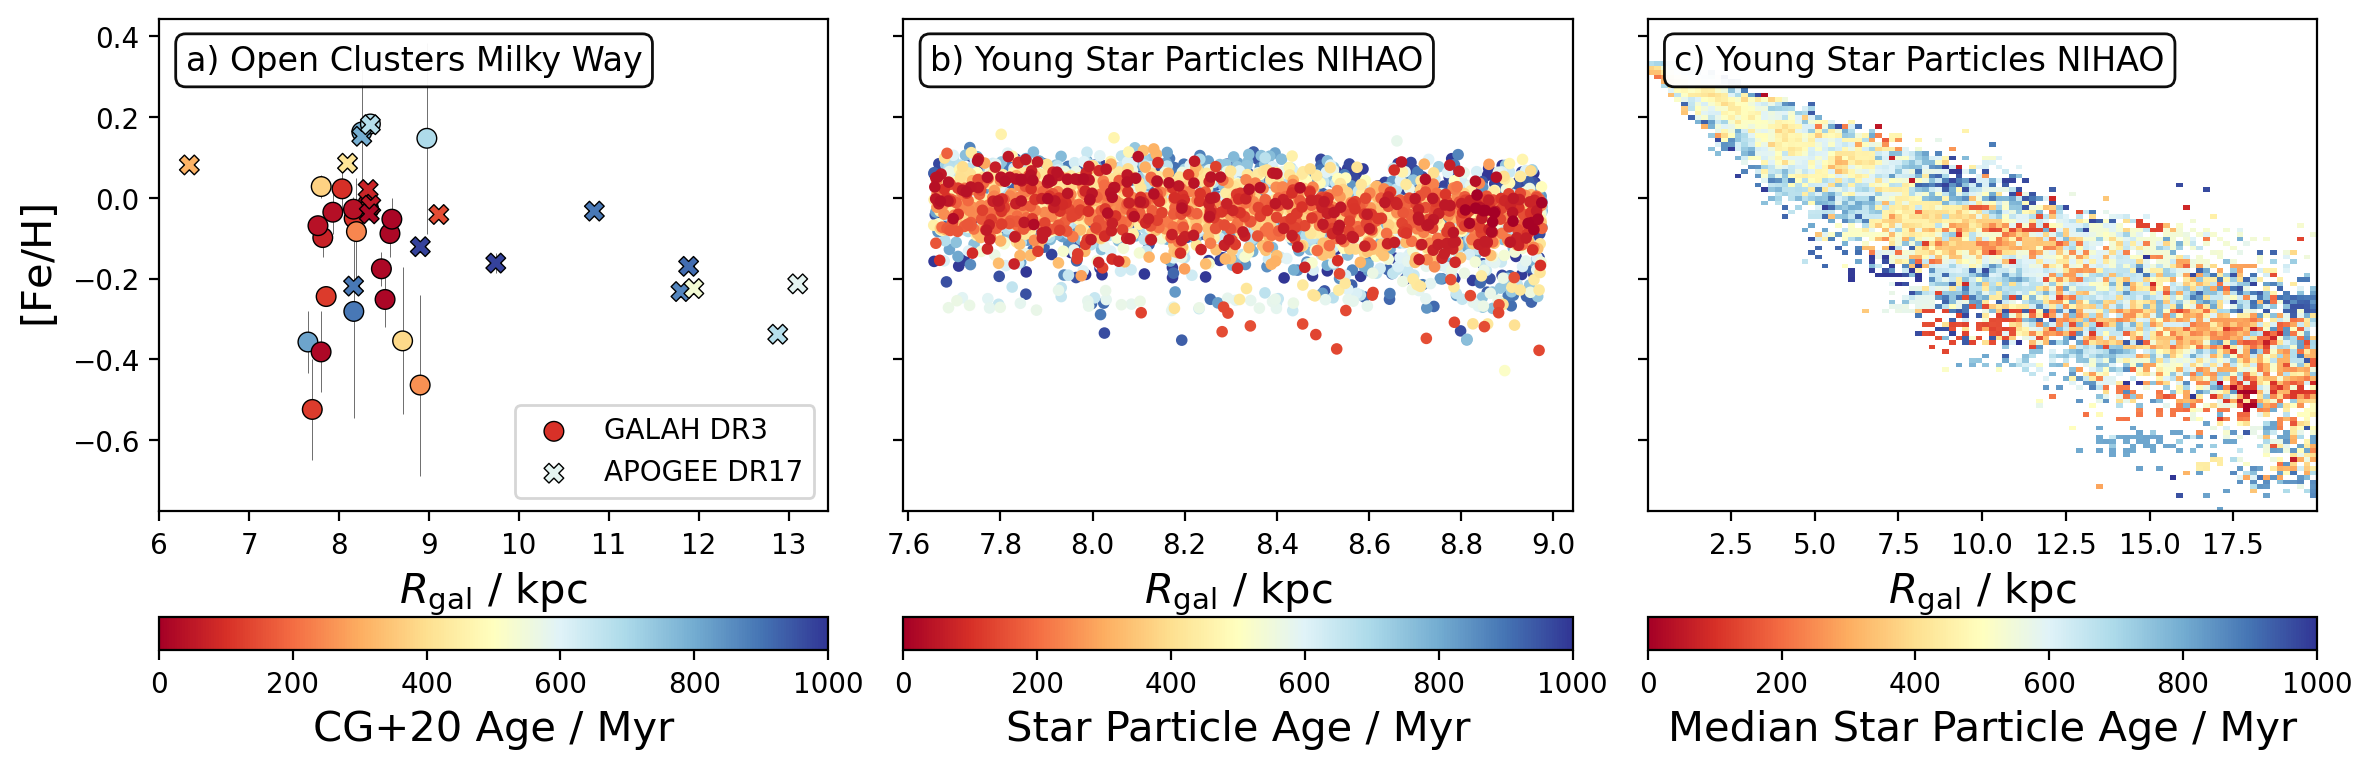 a) Open Clusters Milky Way
b) Young Star Particles NIHAO
c) Young Star Particles NIHAO
[Fe/H]
0.4
0.2
0.0
−0.2
−0.4
−0.6
GALAH DR3
APOGEE DR17
6 7 8 9 10 11 12 13
7.6 7.8 8.0 8.2 8.4 8.6 8.8 9.0
2.5 5.0 7.5 10.0 12.5 15.0 17.5
R_gal / kpc
R_gal / kpc
R_gal / kpc
0 200 400 600 800 1000
0 200 400 600 800 1000
0 200 400 600 800 1000
CG+20 Age / Myr
Star Particle Age / Myr
Median Star Particle Age / Myr